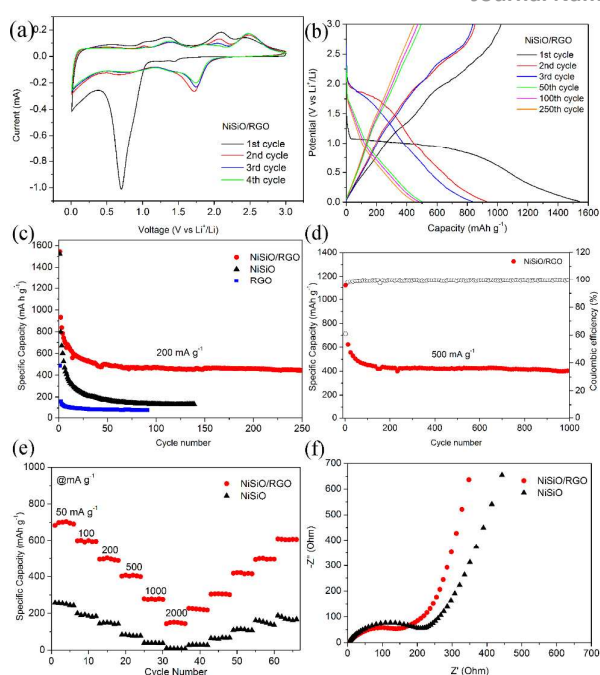 (a)
0.2
0.0
-0.2
-0.4
-0.6
-0.8
-1.0
Current (mA)
NiSiO/RGO
1st cycle
2nd cycle
3rd cycle
4th cycle
0.0 0.5 1.0 1.5 2.0 2.5 3.0
Voltage (V vs Li+/Li)
(b)
3.0
2.5
2.0
1.5
1.0
0.5
0.0
Potential (V vs Li+/Li)
NiSiO/RGO
1st cycle
2nd cycle
3rd cycle
50th cycle
100th cycle
250th cycle
0 200 400 600 800 1000 1200 1400 1600
Capacity (mAh g-1)
(c)
1600
1400
1200
1000
800
600
400
200
0
Specific Capacity (mA h g-1)
NiSiO/RGO
NiSiO
RGO
200 mA g-1
0 50 100 150 200 250
Cycle number
(d)
1400
1200
1000
800
600
400
200
0
Specific Capacity (mAh g-1)
NiSiO/RGO
500 mA g-1
120
100
80
60
40
20
0
Coulombic efficiency (%)
0 200 400 600 800 1000
Cycle number
(e)
1000
800
600
400
200
0
Specific Capacity (mAh g-1)
@mA g-1
NiSiO/RGO
NiSiO
50 mA g-1
100
200
500
1000
2000
0 10 20 30 40 50 60
Cycle Number
(f)
700
600
500
400
300
200
100
0
-Z'' (Ohm)
NiSiO/RGO
NiSiO
0 100 200 300 400 500 600 700
Z' (Ohm)